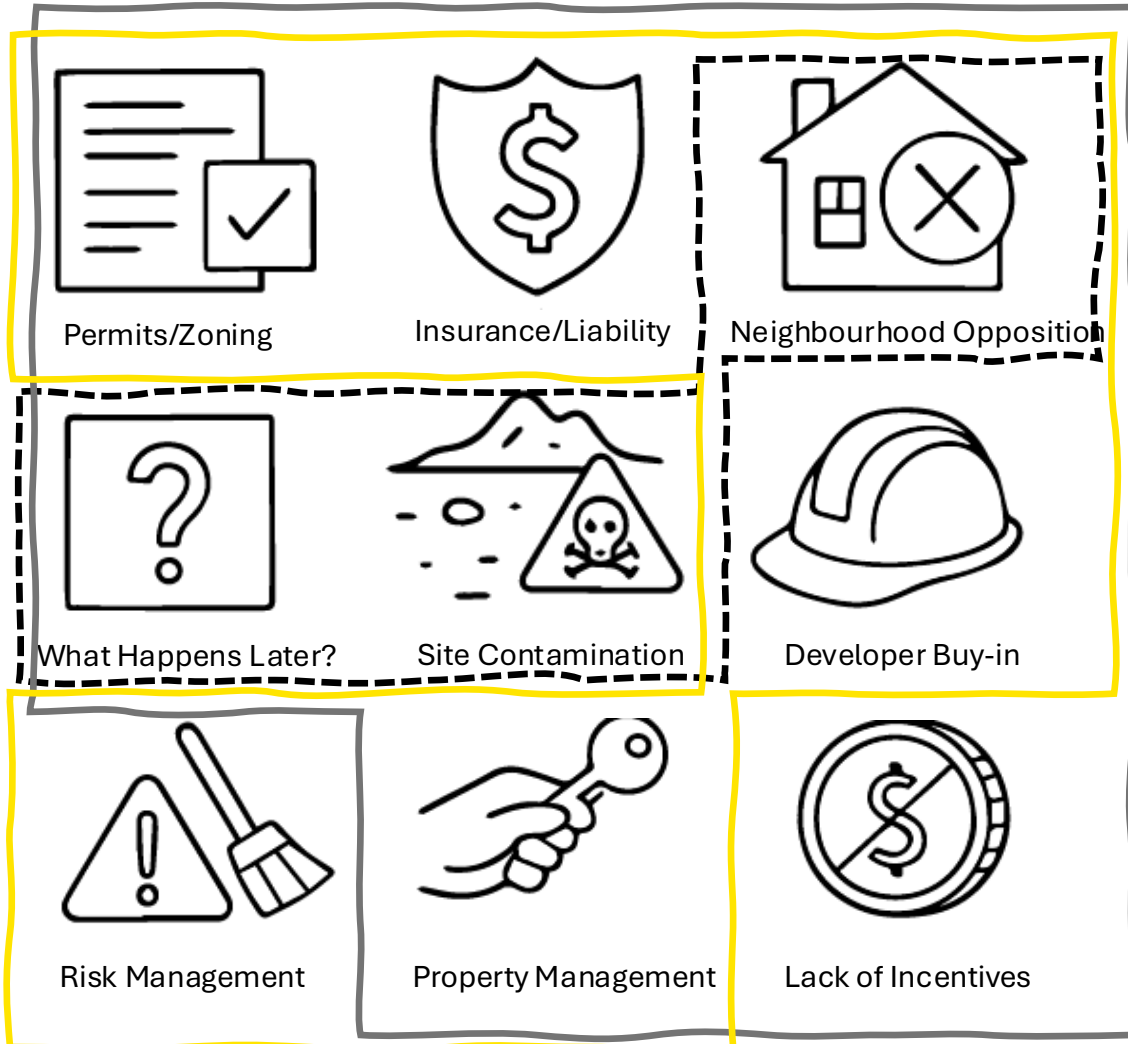 Permits/Zoning
Insurance/Liability
Neighbourhood Opposition
What Happens Later?
Site Contamination
Developer Buy-in
Risk Management
Property Management
Lack of Incentives